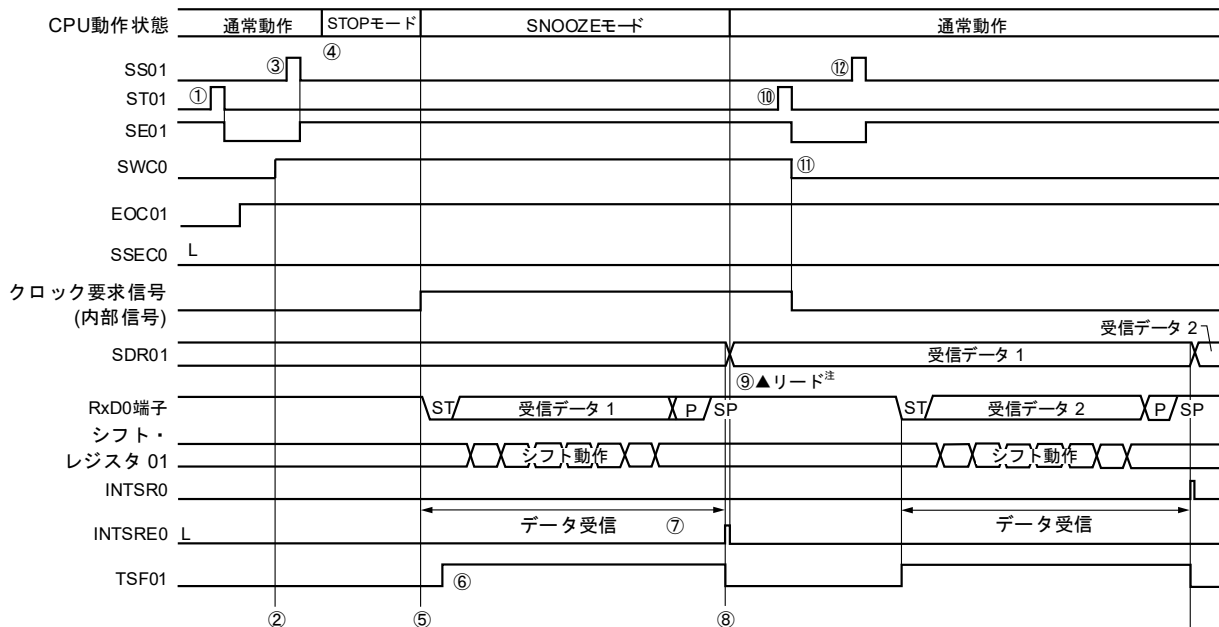 CPU動作状態 通常動作 STOPモード SNOOZEモード 通常動作
④
SS01 ③ ⑫
ST01 ① ⑩
SE01
SWC0 ⑪
EOC01
SSEC0 L
クロック要求信号
(内部信号)
受信データ 2
SDR01 受信データ 1
⑨▲リード注
RxD0端子 ST 受信データ 1 P SP ST 受信データ 2 P SP
シフト・
レジスタ 01 シフト動作 シフト動作
INTSR0
データ受信 ⑦ データ受信
INTSRE0 L
TSF01 ⑥
② ⑤ ⑧